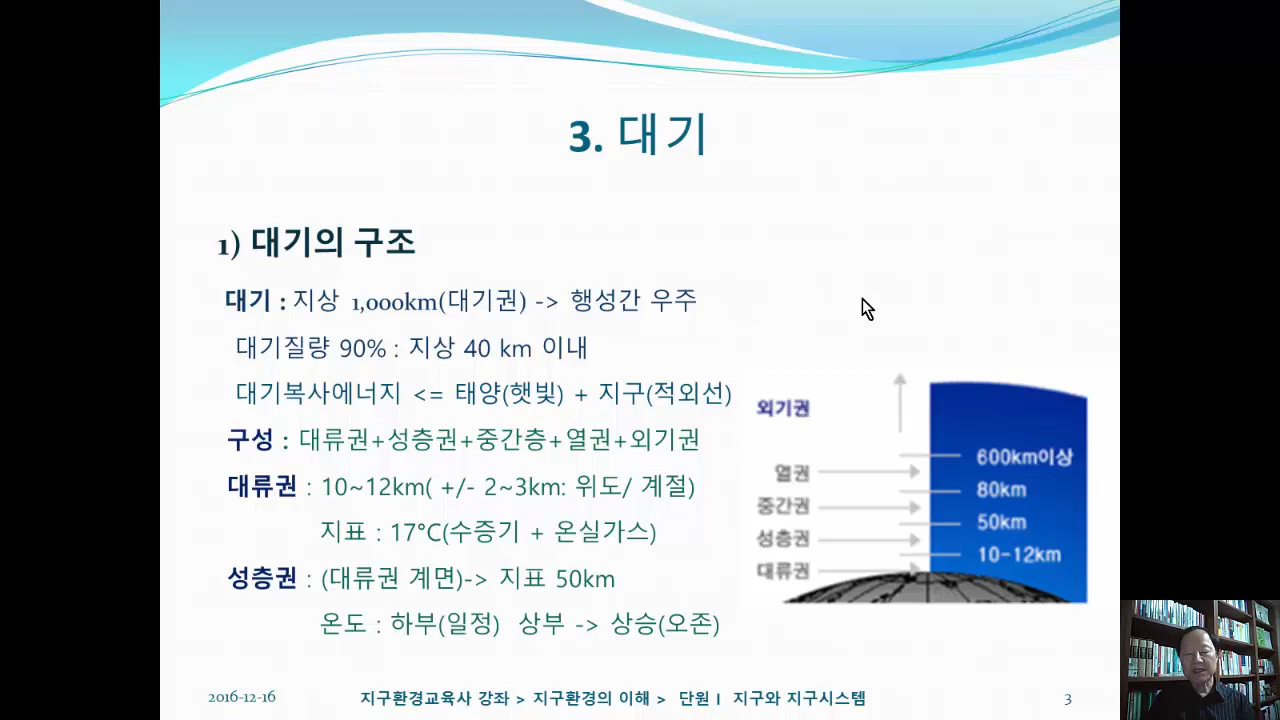 3. 대기
1) 대기의 구조
대기 : 지상 1,000km(대기권) -> 행성간 우주
대기질량 90% : 지상 40 km 이내
대기복사에너지 <= 태양(햇빛) + 지구(적외선)
구성 : 대류권+성층권+중간층+열권+외기권
대류권 : 10~12km( +/- 2~3km: 위도/ 계절)
지표 : 17°C(수증기 + 온실가스)
성층권 : (대류권 계면)-> 지표 50km
온도 : 하부(일정) 상부 -> 상승(오존)
외기권
600km이상
열권
80km
중간권
50km
성층권
10-12km
대류권
2016-12-16
지구환경교육사 강좌 > 지구환경의 이해 > 단원 I 지구와 지구시스템
3